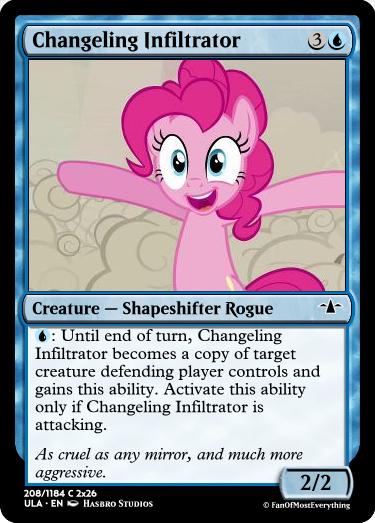 Changeling Infiltrator 3
Creature — Shapeshifter Rogue
: Until end of turn, Changeling
Infiltrator becomes a copy of target
creature defending player controls and
gains this ability. Activate this ability
only if Changeling Infiltrator is
attacking.
As cruel as any mirror, and much more
aggressive.
2/2
208/1184 C 2x26
ULA • EN Hasbro Studios
© FanOfMostEverything